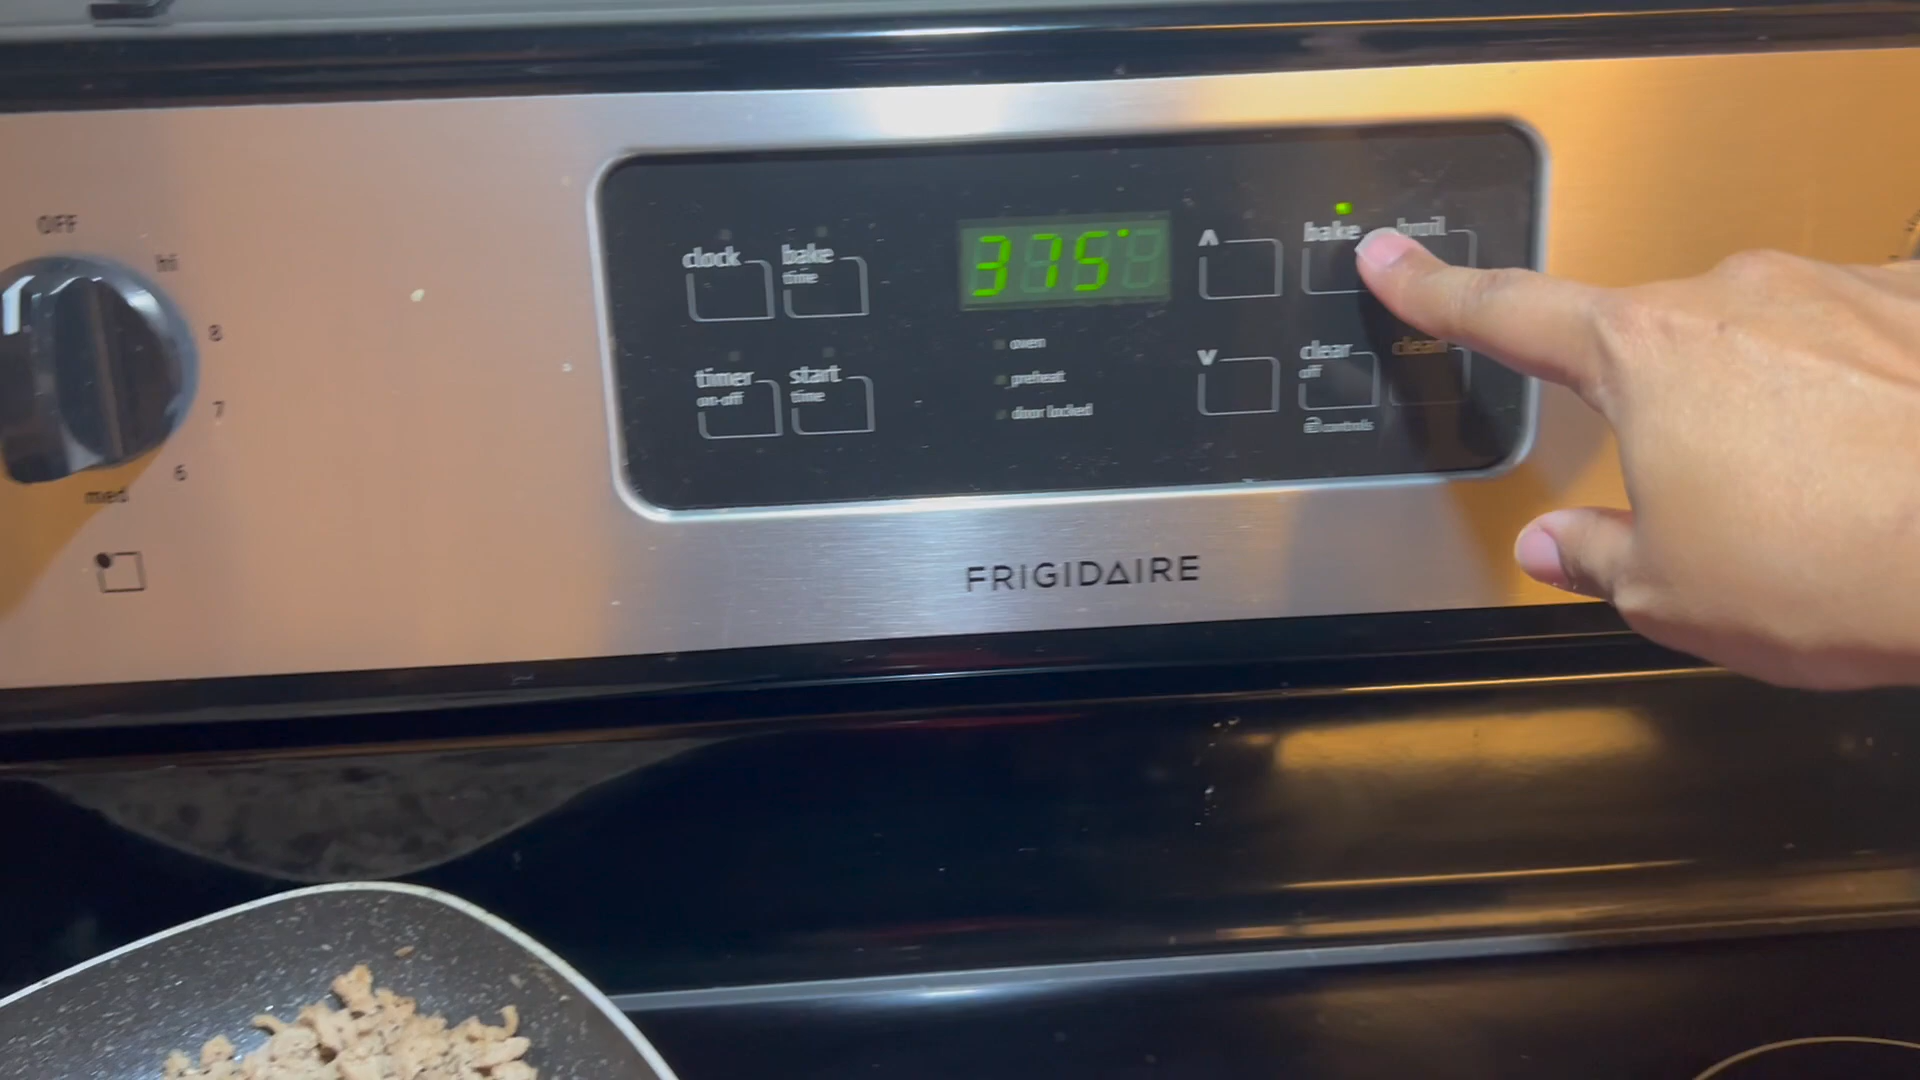 OFF
hi
8
7
6
med
clock
bake
time
timer
on-off
start
time
375°
oven
preheat
door locked
Λ
V
bake
broil
clear
off
clean
controls
FRIGIDAIRE